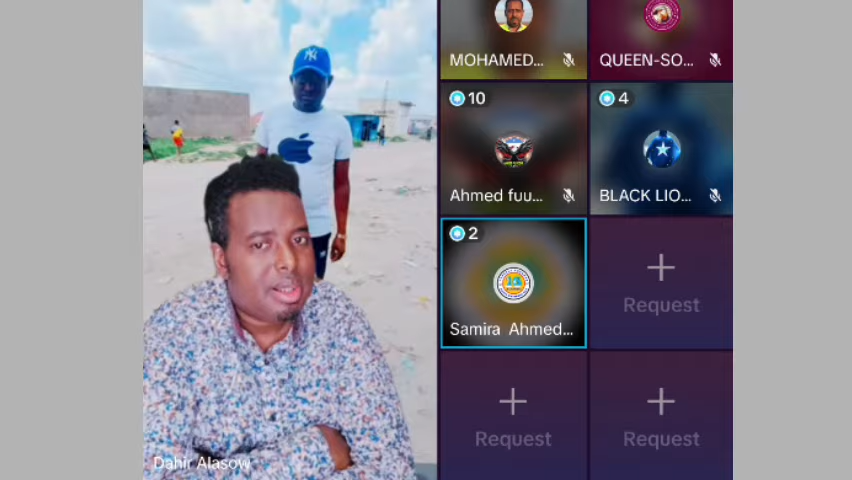 MOHAMED...
QUEEN-SO...
10
4
Ahmed fuu...
BLACK LIO...
2
Samira Ahmed...
Request
Request
Request
Dahir Alasow